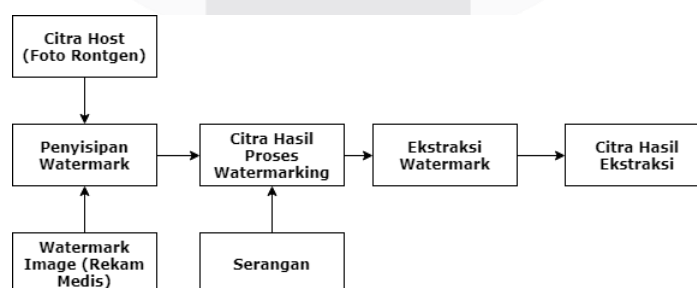 Citra Host
(Foto Rontgen)
Penyisipan
Watermark
Citra Hasil
Proses
Watermarking
Ekstraksi
Watermark
Citra Hasil
Ekstraksi
Watermark
Image (Rekam
Medis)
Serangan